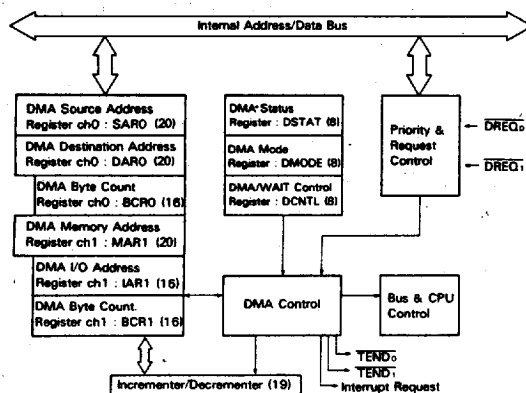 Internal Address/Data Bus
DMA Source Address
Register ch0 : SAR0 (20)
DMA Destination Address
Register ch0 : DAR0 (20)
DMA Byte Count
Register ch0 : BCR0 (16)
DMA Memory Address
Register ch1 : MAR1 (20)
DMA I/O Address
Register ch1 : IAR1 (16)
DMA Byte Count.
Register ch1 : BCR1 (16)
DMA Status
Register : DSTAT (8)
DMA Mode
Register : DMODE (8)
DMA/WAIT Control
Register : DCNTL (8)
Priority &
Request
Control
DREQ₀
DREQ₁
DMA Control
Bus & CPU
Control
TEND₀
TEND₁
Interrupt Request
Incrementer/Decrementer (19)